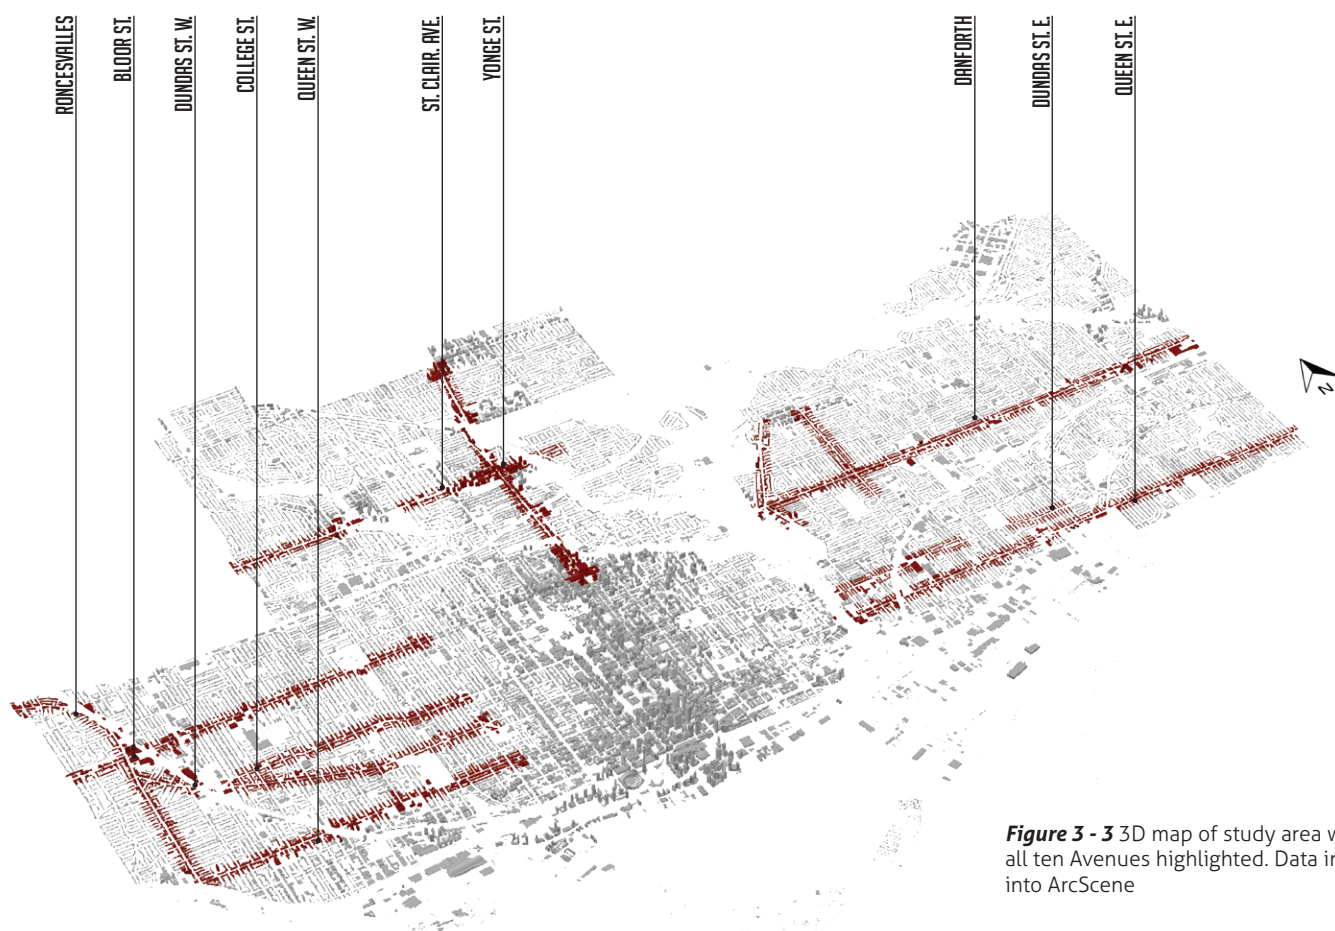 RONCESVALLES
BLOOR ST.
DUNDAS ST. W.
COLLEGE ST.
QUEEN ST. W.
ST. CLAIR. AVE.
YONGE ST.
DANFORTH
DUNDAS ST. E.
QUEEN ST. E.
N
Figure 3 - 3 3D map of study area w
all ten Avenues highlighted. Data in
into ArcScene